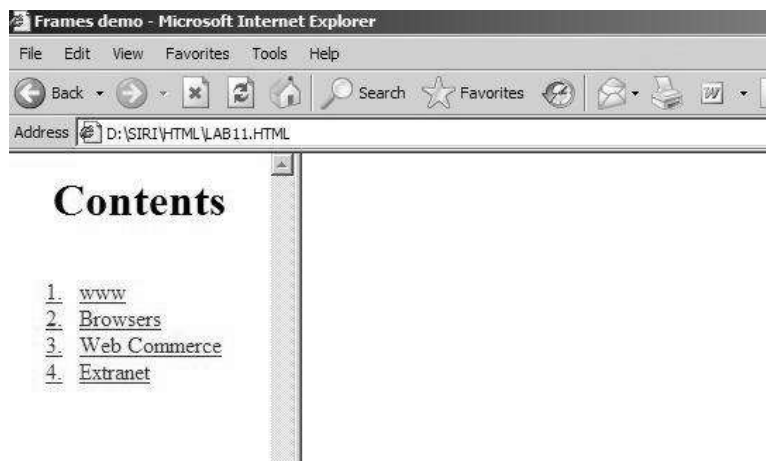 Frames demo - Microsoft Internet Explorer
File Edit View Favorites Tools Help
Back Search Favorites
Address D:\SIRI\HTML\LAB11.HTML
Contents
1. www
2. Browsers
3. Web Commerce
4. Extranet